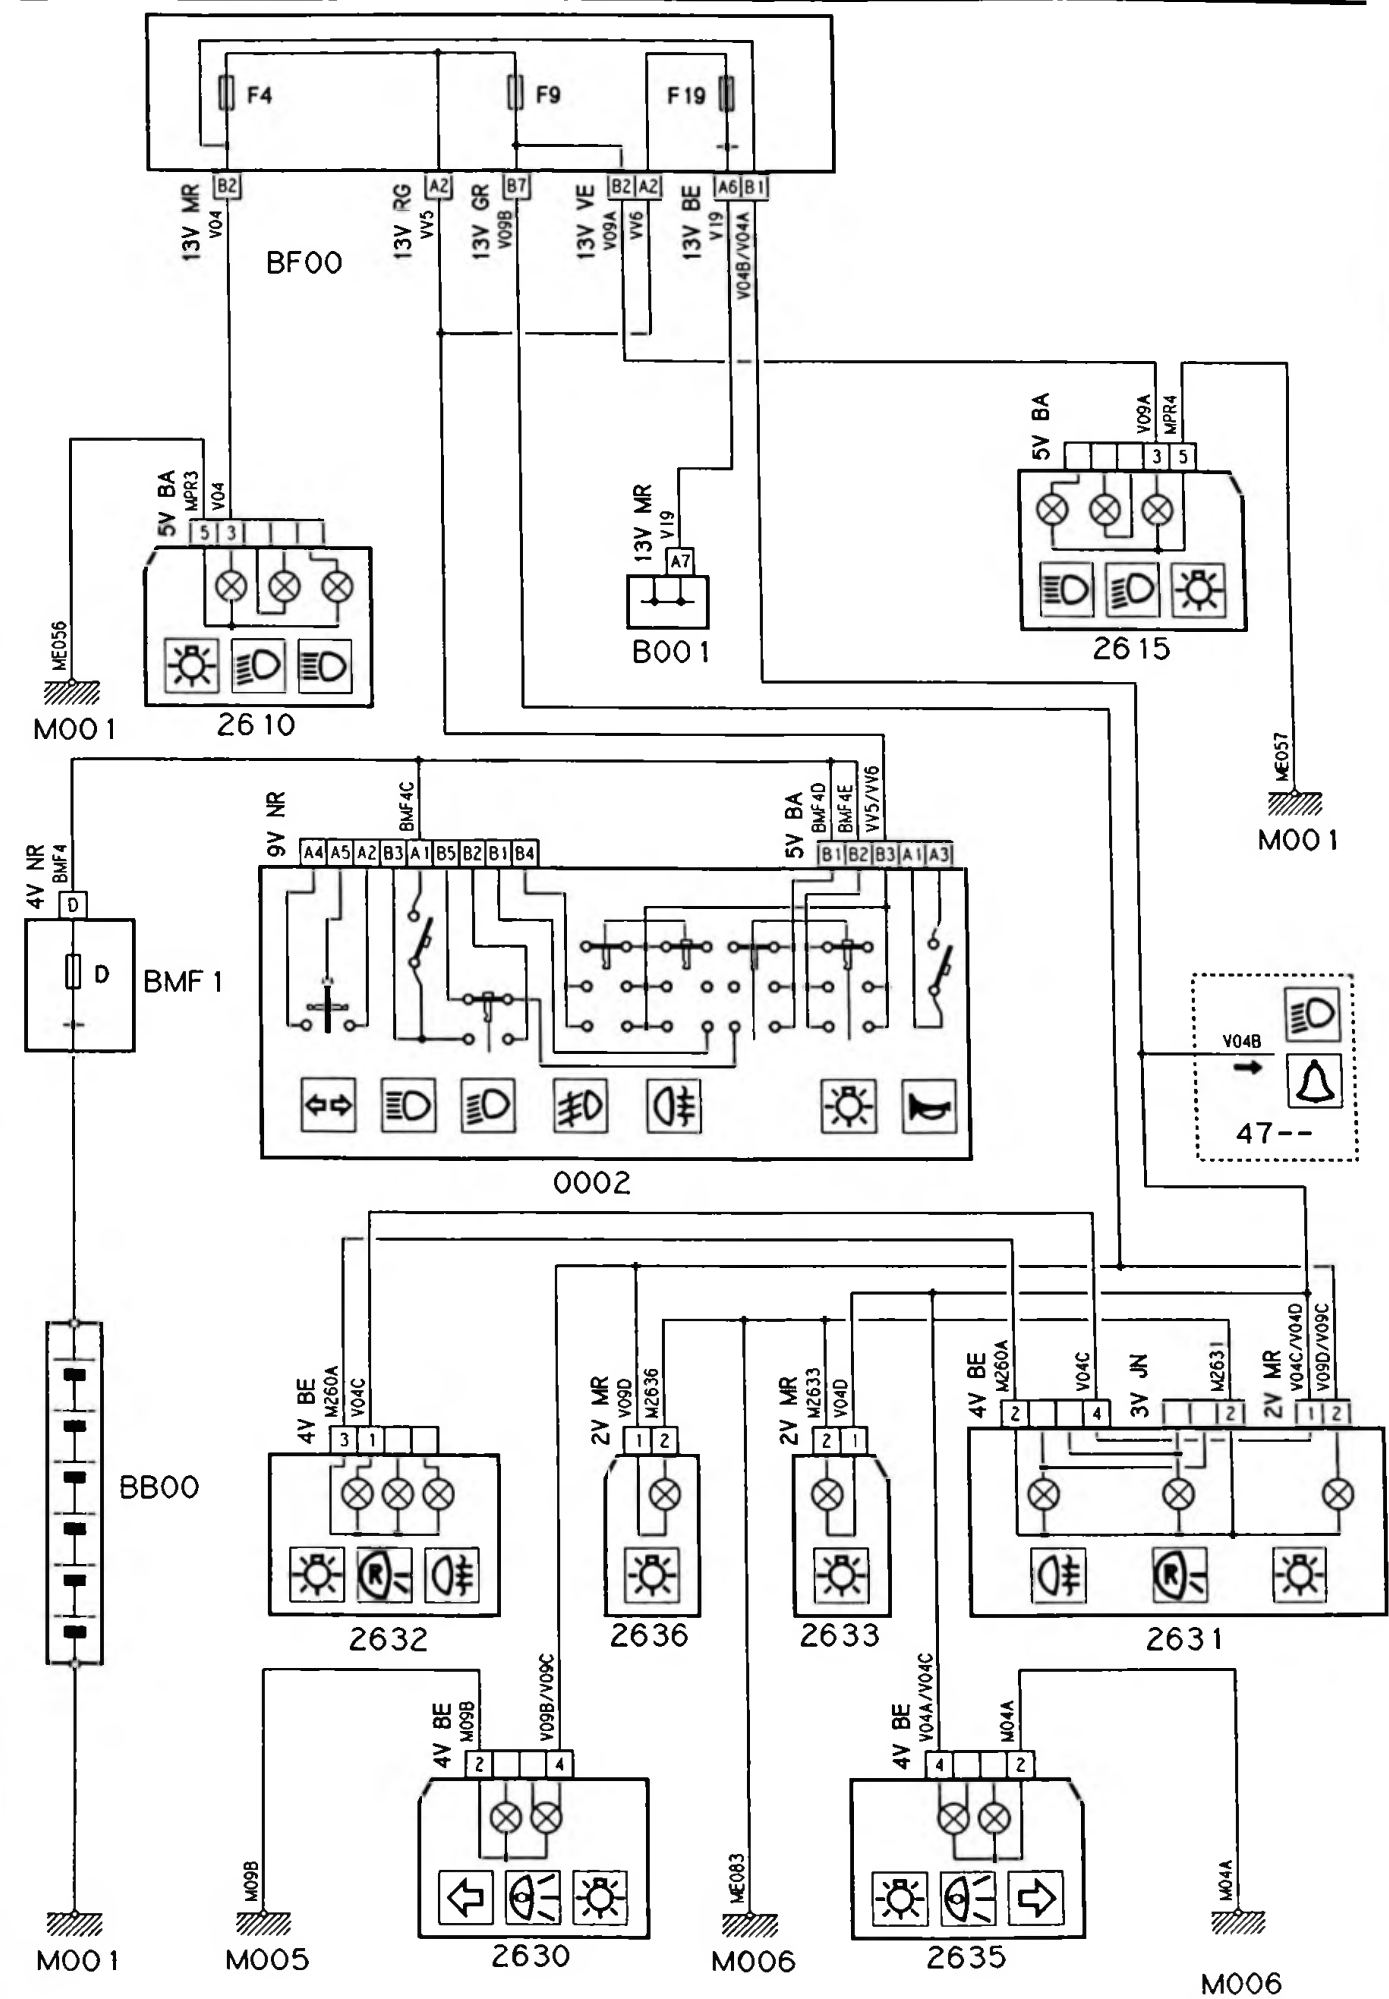 F4
F9
F19
B2
A2
B7
B2 A2
A6 B1
13V MR
V04
13V RG
VV5
13V GR
V09B
13V VE
V09A
VV6
13V BE
V19
V04B/V04A
BF00
5V BA
V09A
MPR4
3 5
5V BA
MPR3
V04
5 3
13V MR
V19
A7
B001
2615
ME056
M001
2610
ME057
M001
9V NR
BMF4C
5V BA
BMF4D
BMF4E
VV5/VV6
A4 A5 A2 B3 A1 B5 B2 B1 B4
B1 B2 B3 A1 A3
4V NR
BMF4
D
D
BMF1
V04B
47--
0002
4V BE
M260A
V04C
3 1
2V MR
V09D
M2636
1 2
2V MR
M2633
V04D
2 1
4V BE
M260A
V04C
2 4
3V JN
M2631
2
2V MR
V04C/V04D
V09D/V09C
1 2
BB00
R
R
2632
2636
2633
2631
4V BE
M09B
V09B/V09C
2 4
4V BE
V04A/V04C
M04A
4 2
M09B
ME083
M04A
M001
M005
2630
M006
2635
M006